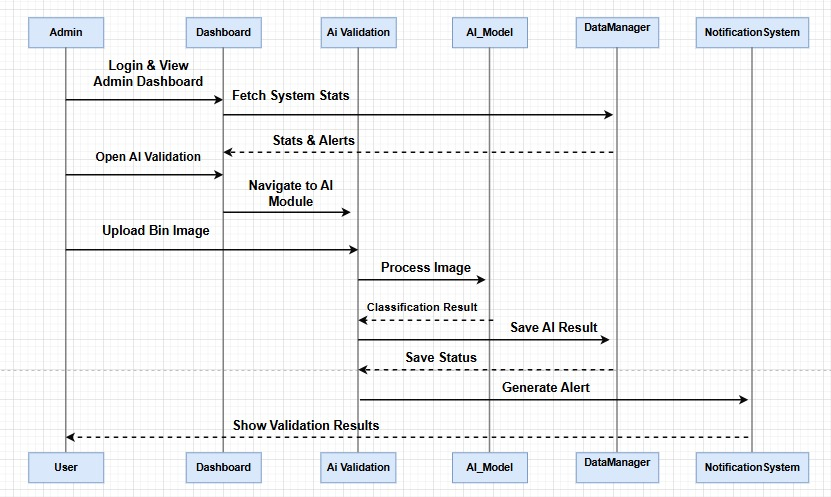 Admin
Dashboard
Ai Validation
AI_Model
DataManager
NotificationSystem
Login & View
Admin Dashboard
Fetch System Stats
Stats & Alerts
Open AI Validation
Navigate to AI
Module
Upload Bin Image
Process Image
Classification Result
Save AI Result
Save Status
Generate Alert
Show Validation Results
User
Dashboard
Ai Validation
AI_Model
DataManager
NotificationSystem